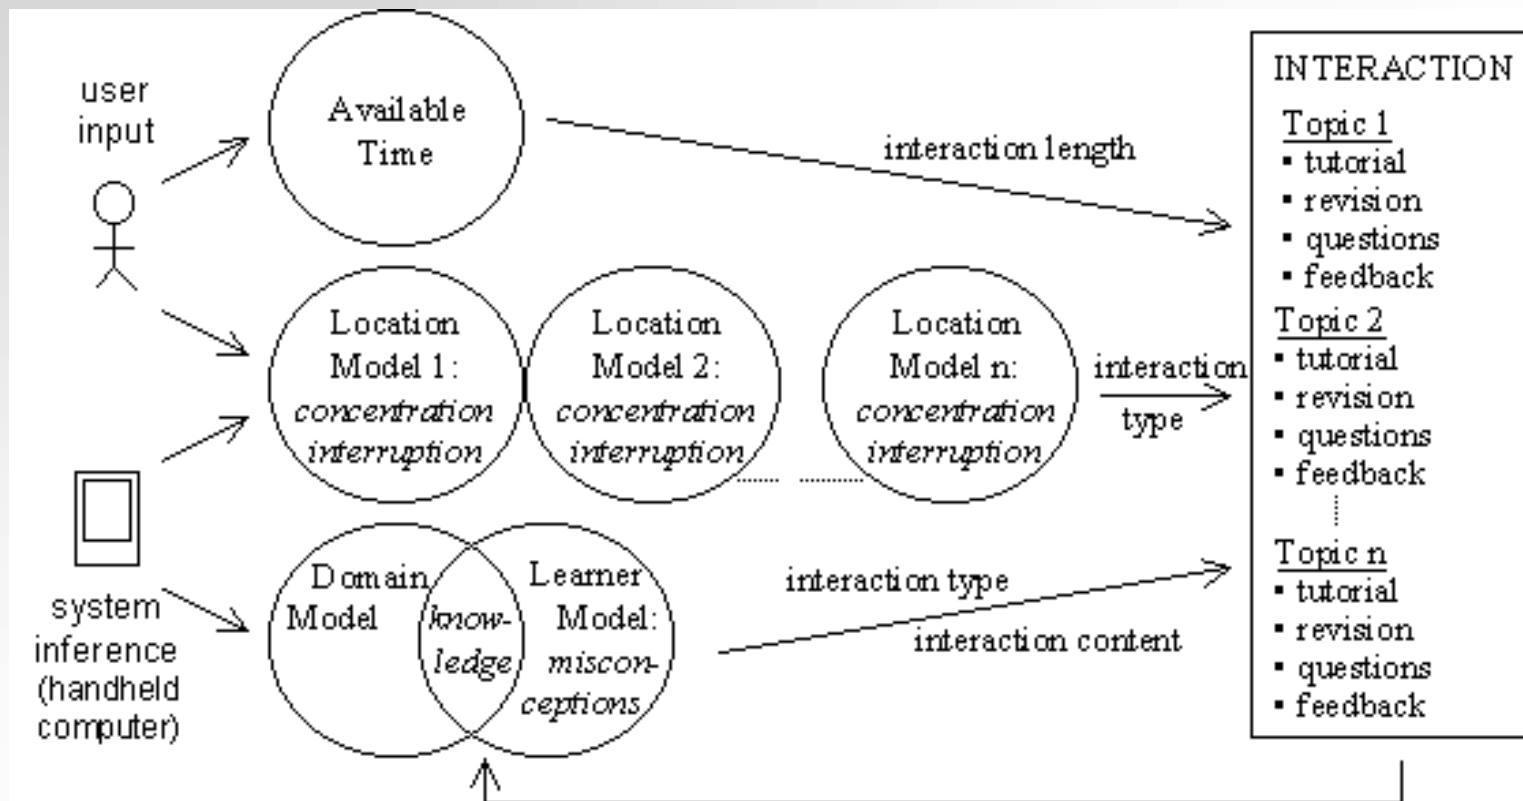 user
input
Available
Time
interaction length
Location
Model 1:
concentration
interruption
Location
Model 2:
concentration
interruption
Location
Model n:
concentration
interruption
interaction
type
system
inference
(handheld
computer)
Domain
Model
know-
ledge
Learner
Model:
miscon-
ceptions
interaction type
interaction content
INTERACTION
Topic 1
▪ tutorial
▪ revision
▪ questions
▪ feedback
Topic 2
▪ tutorial
▪ revision
▪ questions
▪ feedback
Topic n
▪ tutorial
▪ revision
▪ questions
▪ feedback